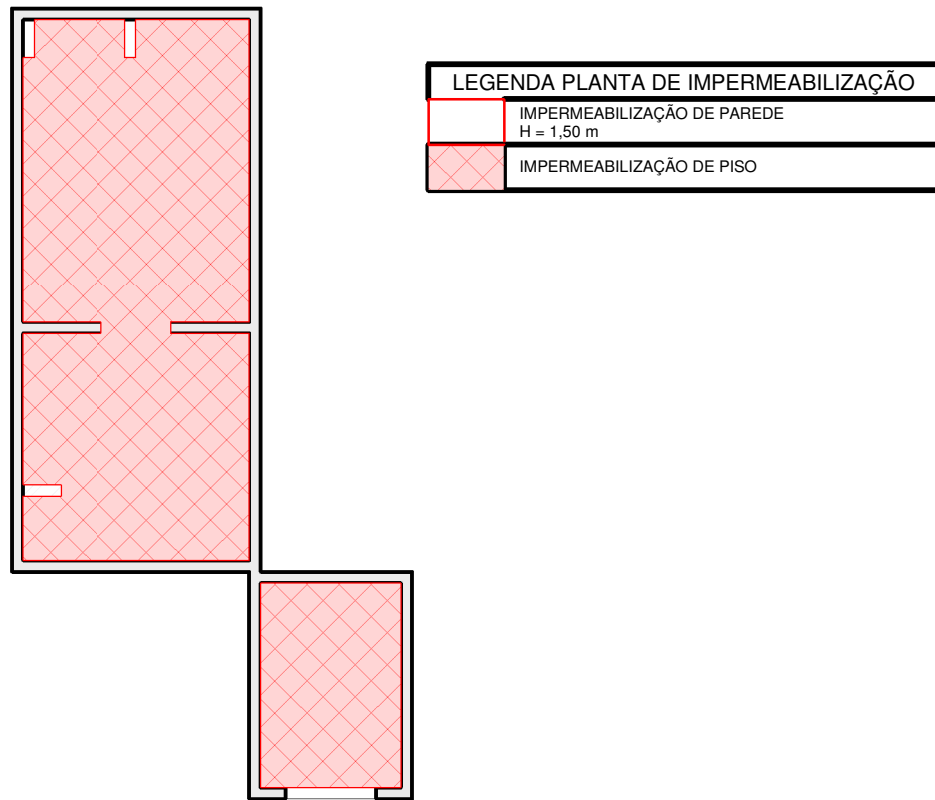 LEGENDA PLANTA DE IMPERMEABILIZAÇÃO
IMPERMEABILIZAÇÃO DE PAREDE
H = 1,50 m
IMPERMEABILIZAÇÃO DE PISO